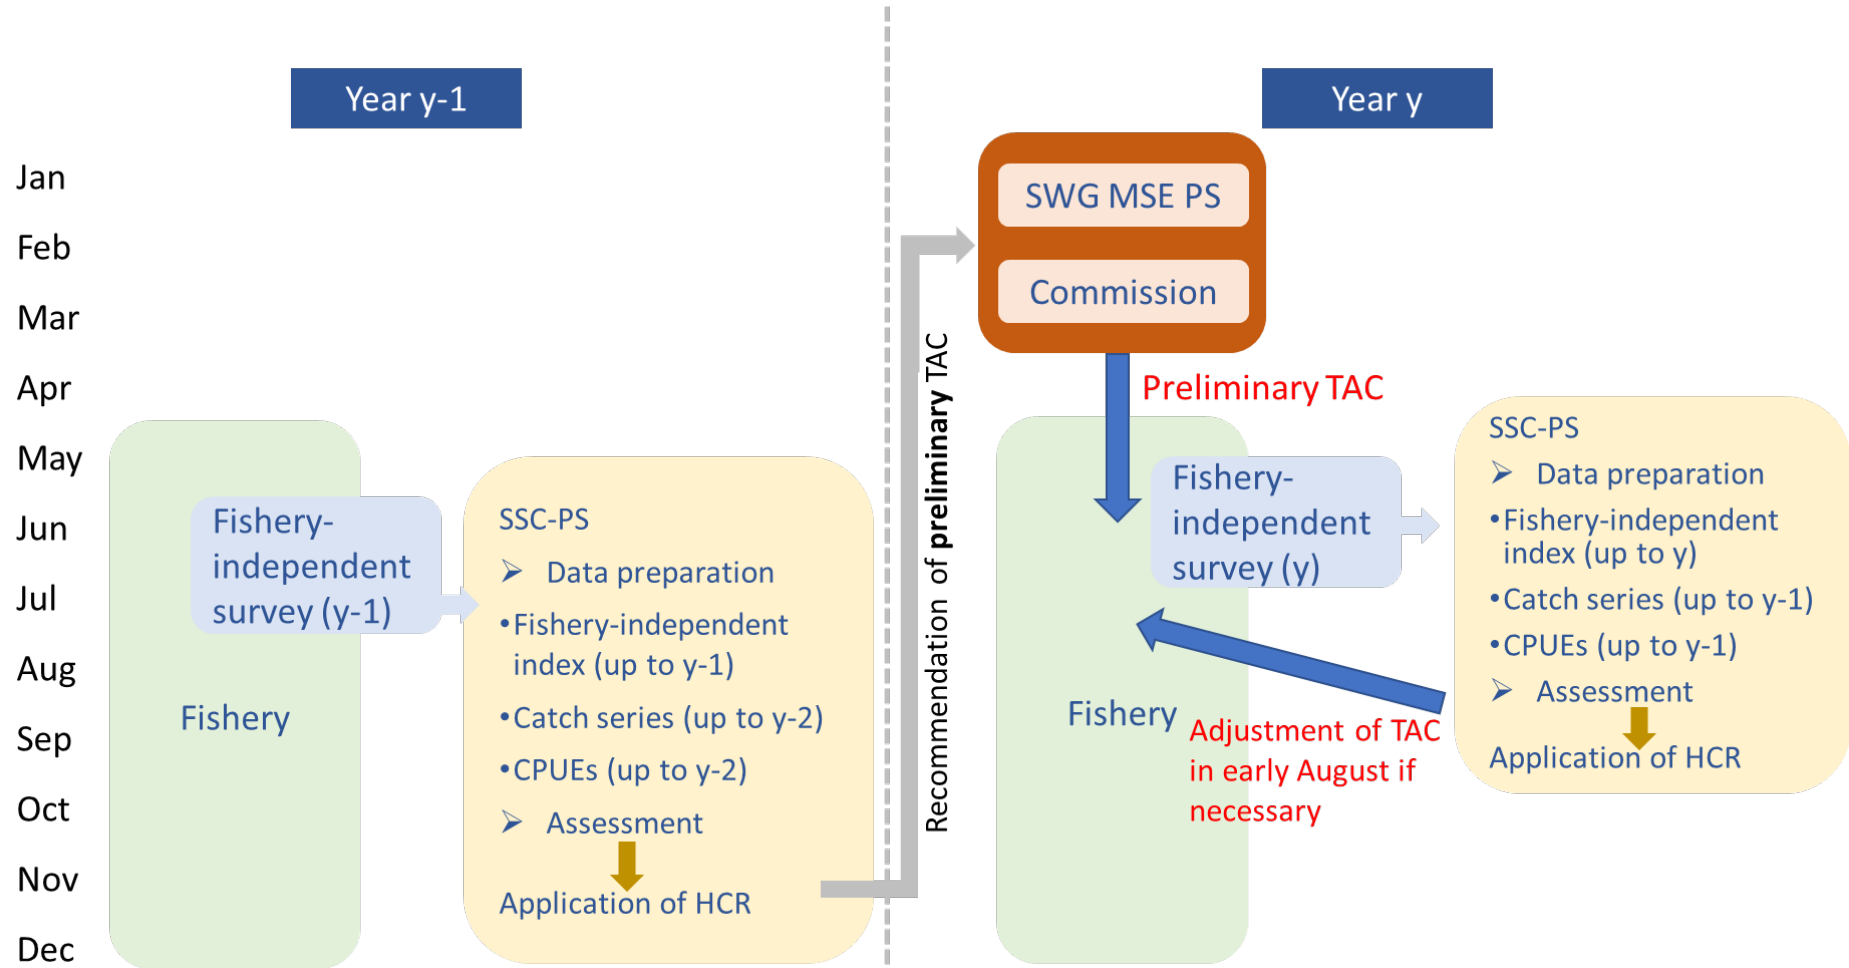 Year y-1
Year y
Jan
Feb
Mar
Apr
May
Jun
Jul
Aug
Sep
Oct
Nov
Dec
Fishery
Fishery-
independent
survey (y-1)
SSC-PS
➢ Data preparation
•Fishery-independent
index (up to y-1)
•Catch series (up to y-2)
•CPUEs (up to y-2)
➢ Assessment
Application of HCR
Recommendation of preliminary TAC
SWG MSE PS
Commission
Preliminary TAC
Fishery
Fishery-
independent
survey (y)
Adjustment of TAC
in early August if
necessary
SSC-PS
➢ Data preparation
•Fishery-independent
index (up to y)
•Catch series (up to y-1)
•CPUEs (up to y-1)
➢ Assessment
Application of HCR